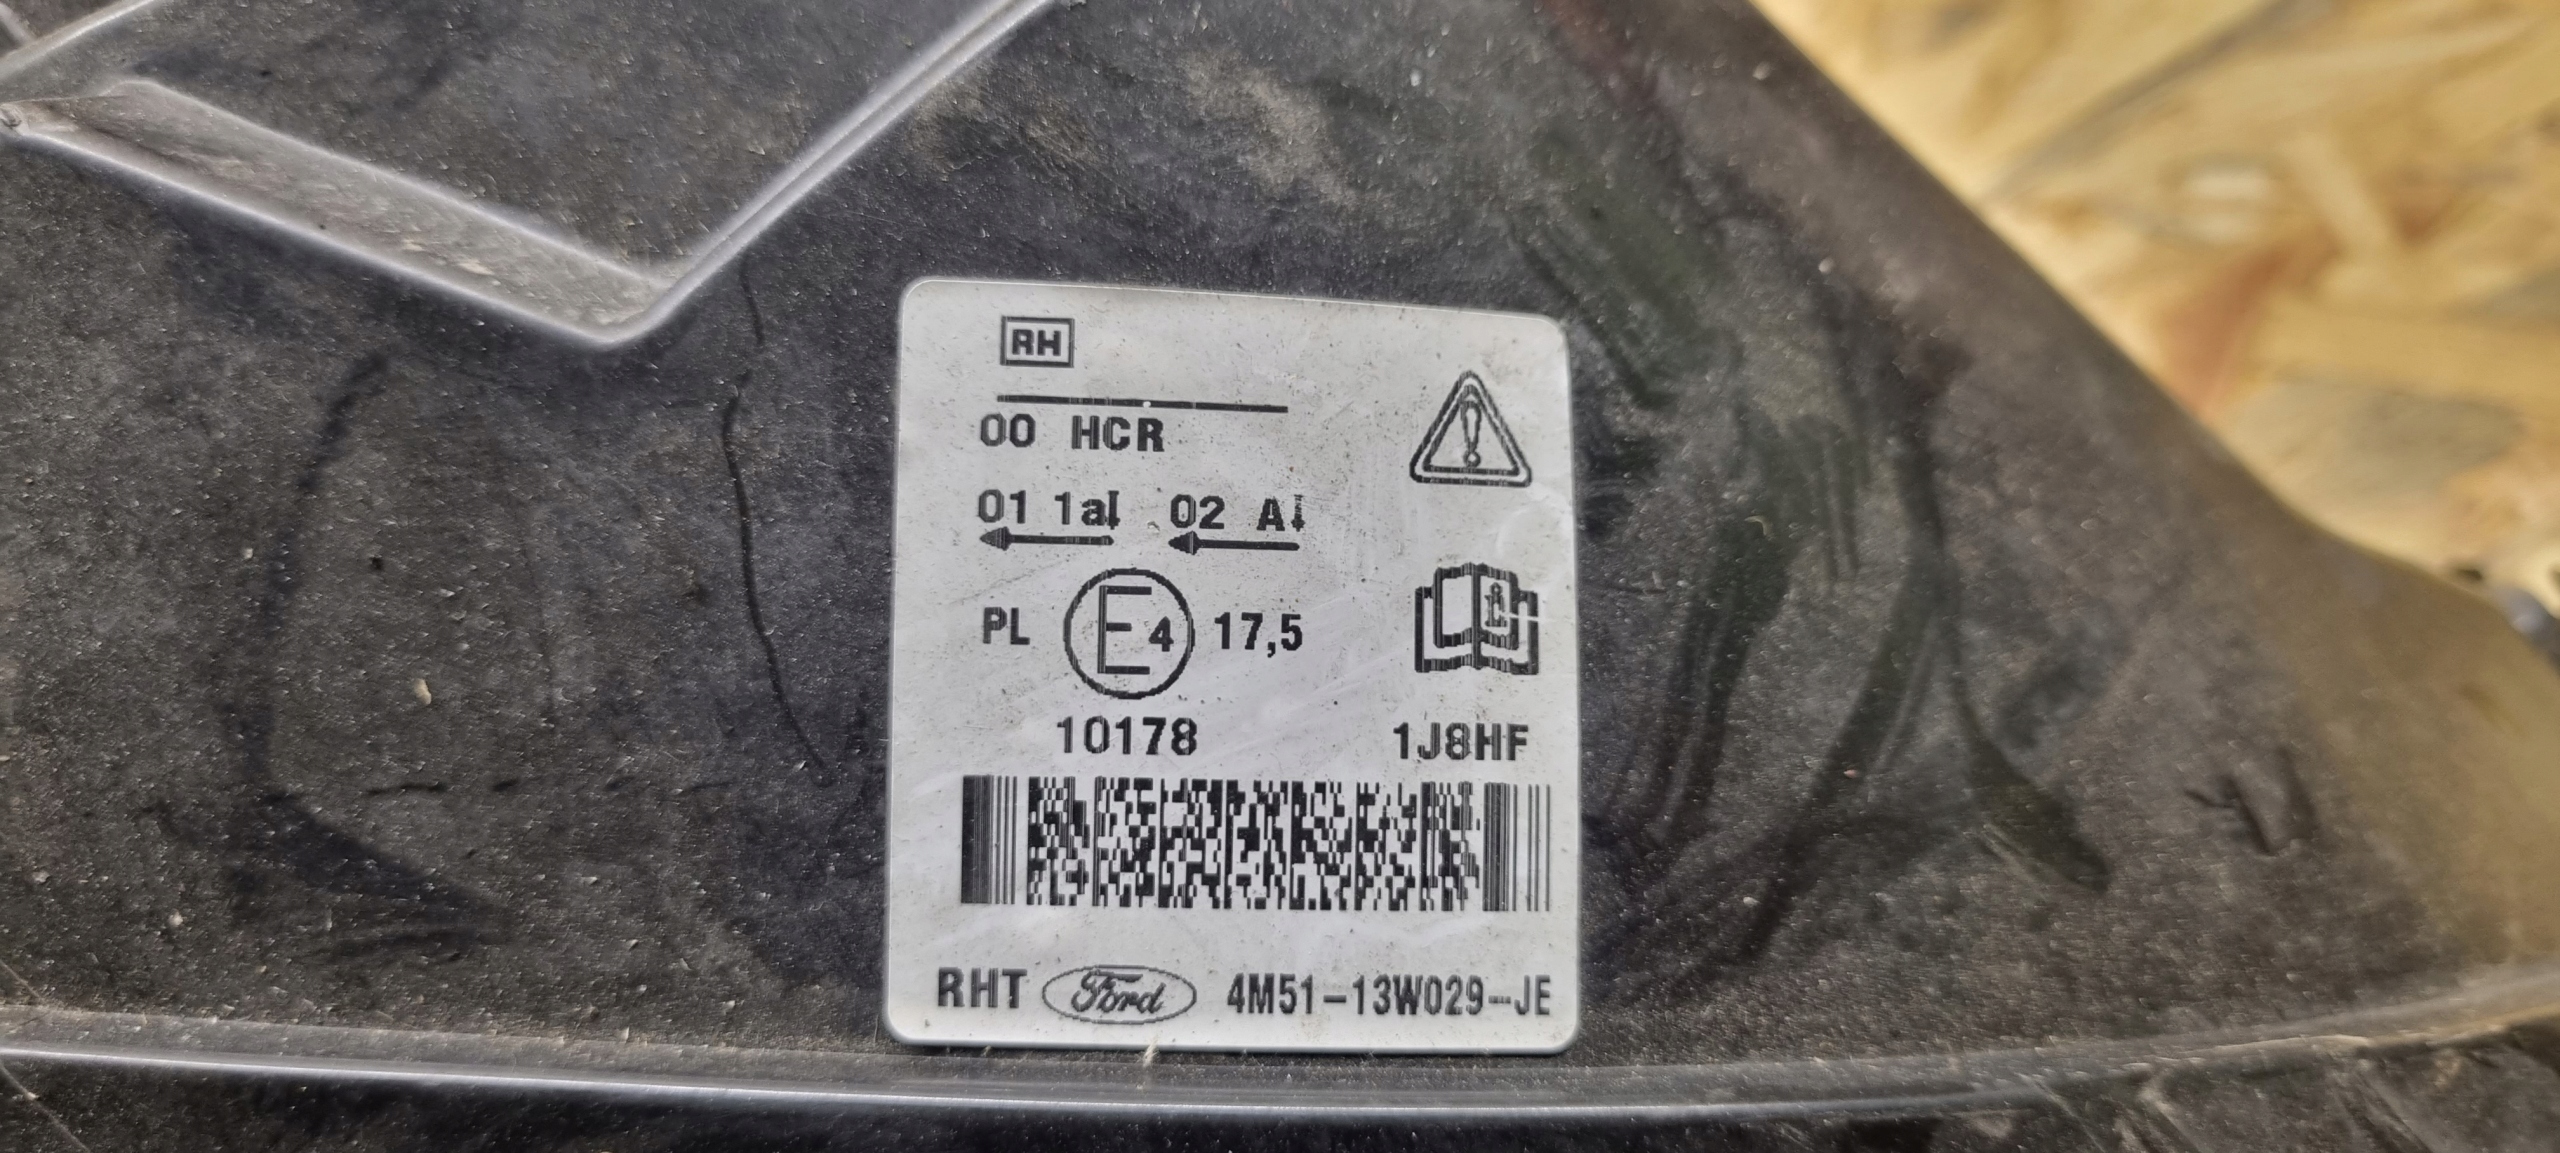 RH
00 HCR
01 1a 02 A
PL E4 17,5
10178 1J8HF
RHT Ford 4M51-13W029-JE